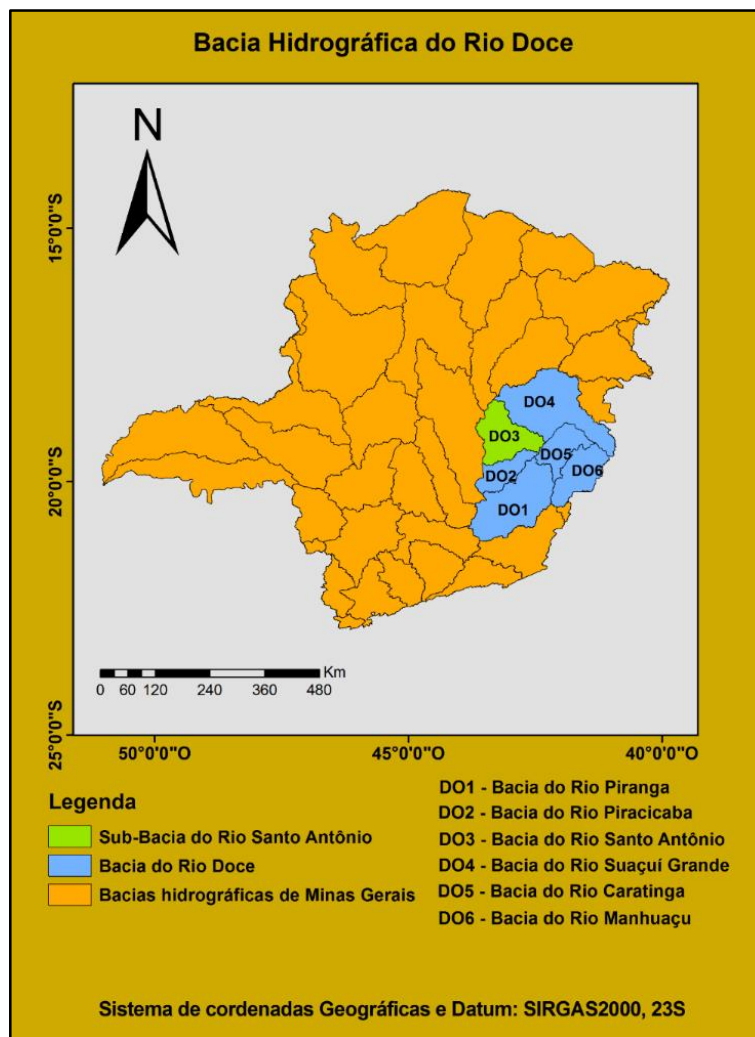 Bacia Hidrográfica do Rio Doce
N
15°0'0"S
20°0'0"S
25°0'0"S
DO4
DO3
DO5
DO6
DO2
DO1
Km
0 60 120 240 360 480
50°0'0"O 45°0'0"O 40°0'0"O
Legenda
Sub-Bacia do Rio Santo Antônio
Bacia do Rio Doce
Bacias hidrográficas de Minas Gerais
DO1 - Bacia do Rio Piranga
DO2 - Bacia do Rio Piracicaba
DO3 - Bacia do Rio Santo Antônio
DO4 - Bacia do Rio Suaçuí Grande
DO5 - Bacia do Rio Caratinga
DO6 - Bacia do Rio Manhuaçu
Sistema de cordenadas Geográficas e Datum: SIRGAS2000, 23S